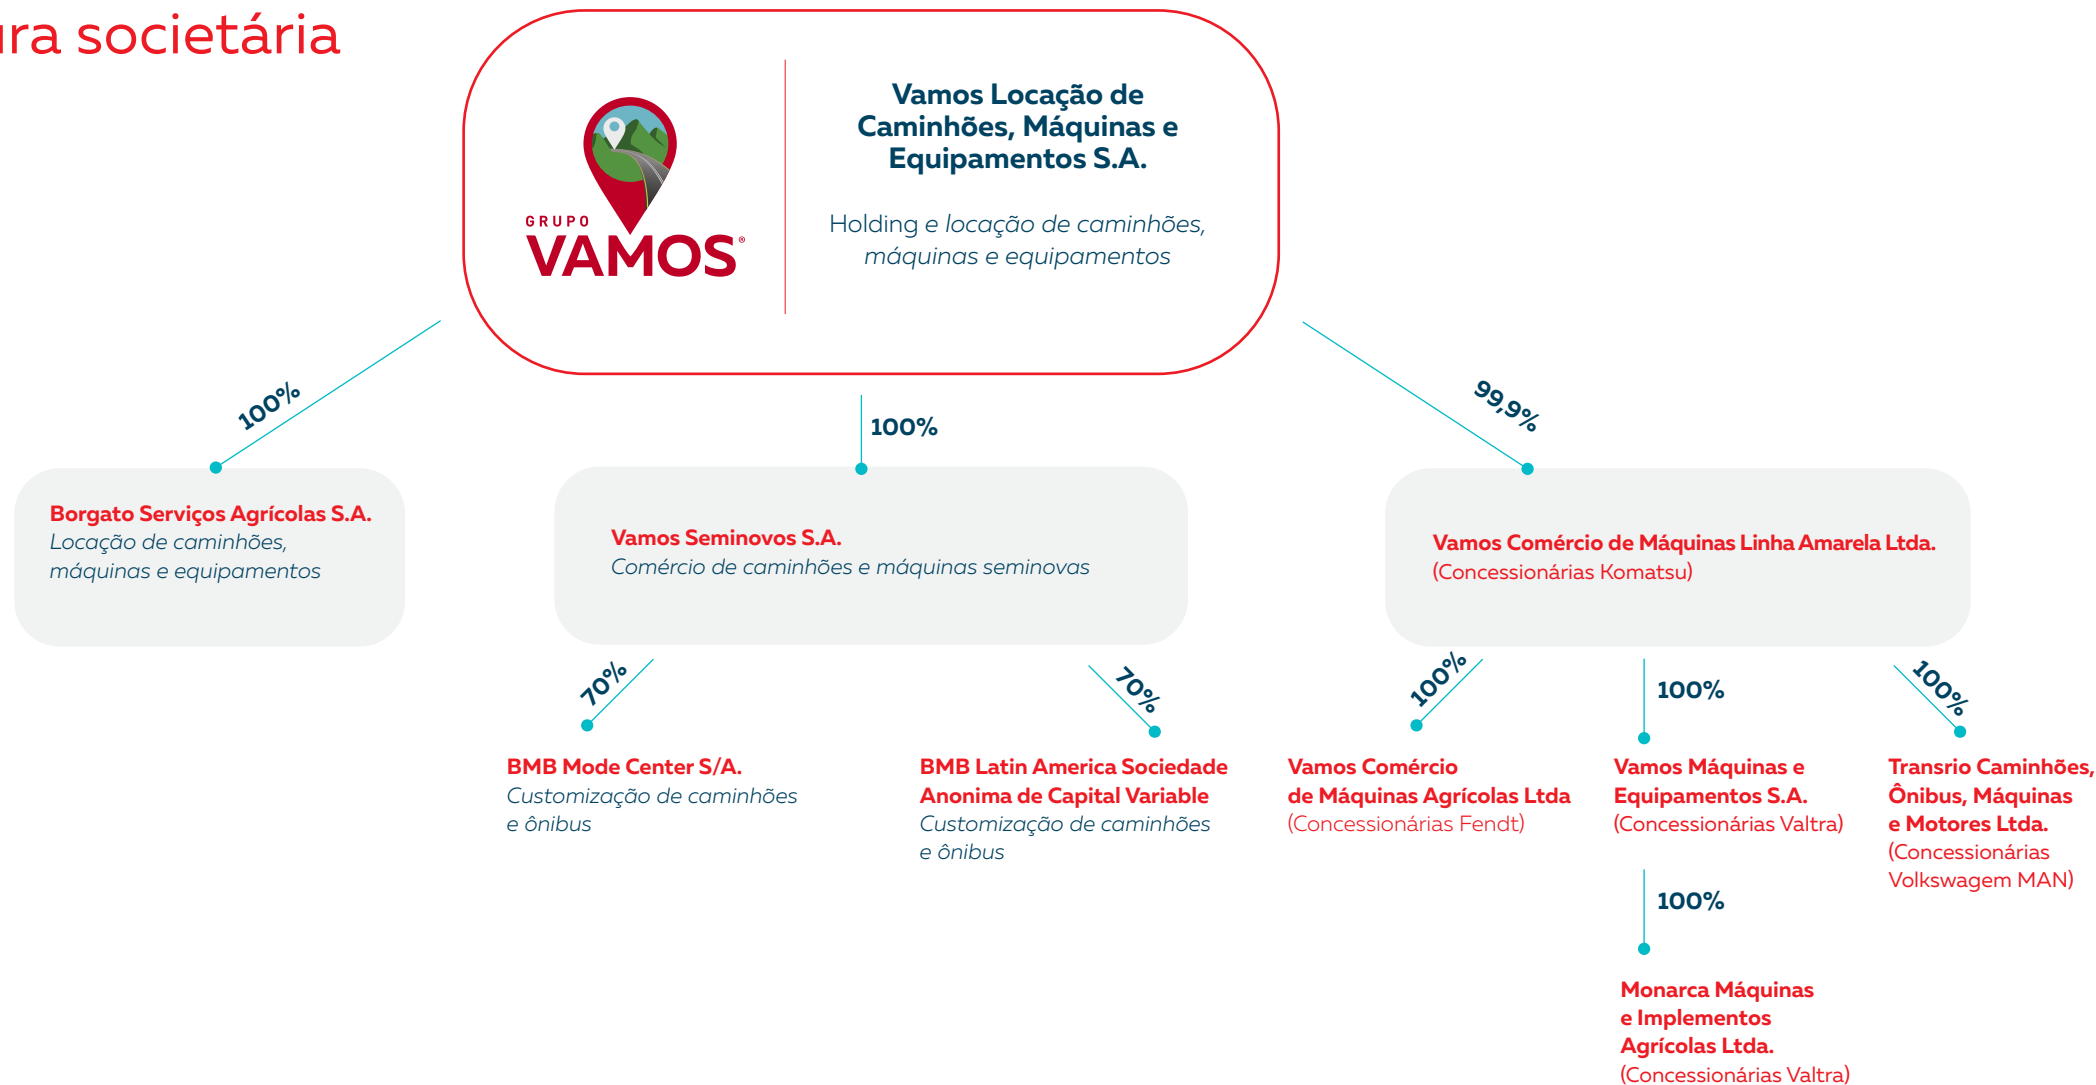 ura societária
GRUPO
VAMOS®
Vamos Locação de
Caminhões, Máquinas e
Equipamentos S.A.
Holding e locação de caminhões,
máquinas e equipamentos
100%
100%
99,9%
Borgato Serviços Agrícolas S.A.
Locação de caminhões,
máquinas e equipamentos
Vamos Seminovos S.A.
Comércio de caminhões e máquinas seminovas
Vamos Comércio de Máquinas Linha Amarela Ltda.
(Concessionárias Komatsu)
70%
70%
100%
100%
100%
BMB Mode Center S/A.
Customização de caminhões
e ônibus
BMB Latin America Sociedade
Anonima de Capital Variable
Customização de caminhões
e ônibus
Vamos Comércio
de Máquinas Agrícolas Ltda
(Concessionárias Fendt)
Vamos Máquinas e
Equipamentos S.A.
(Concessionárias Valtra)
Transrio Caminhões,
Ônibus, Máquinas
e Motores Ltda.
(Concessionárias
Volkswagem MAN)
100%
Monarca Máquinas
e Implementos
Agrícolas Ltda.
(Concessionárias Valtra)